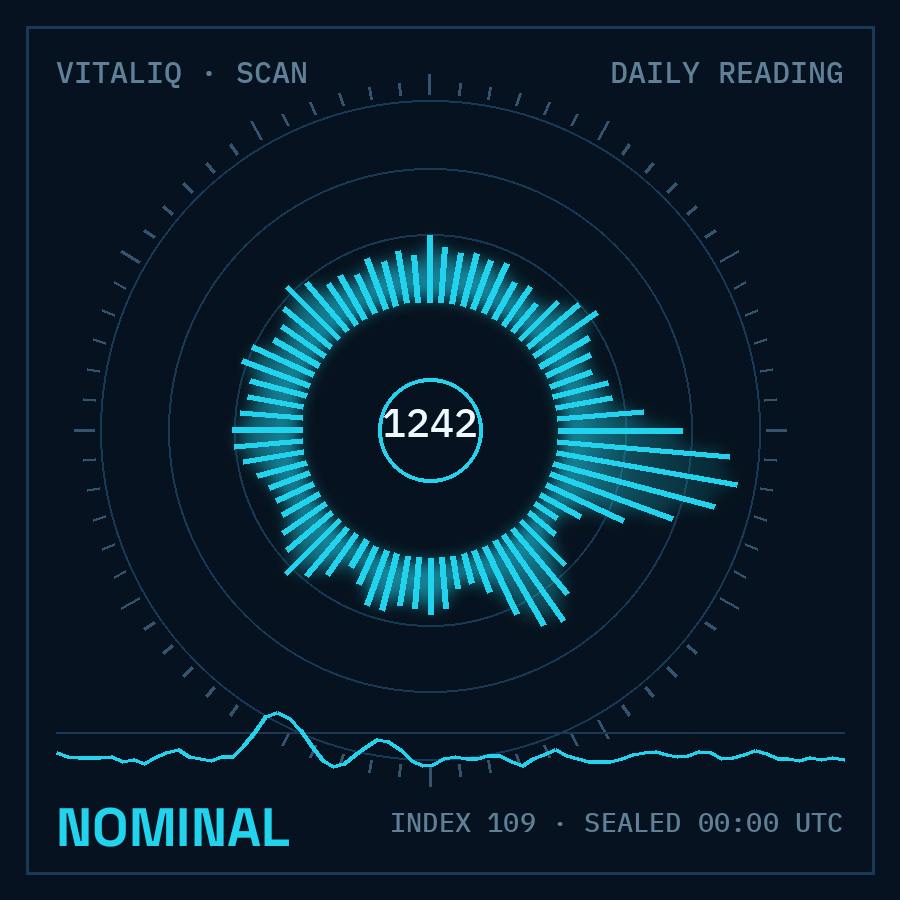 VITALIQ · SCAN
DAILY READING
1242
NOMINAL
INDEX 109 · SEALED 00:00 UTC